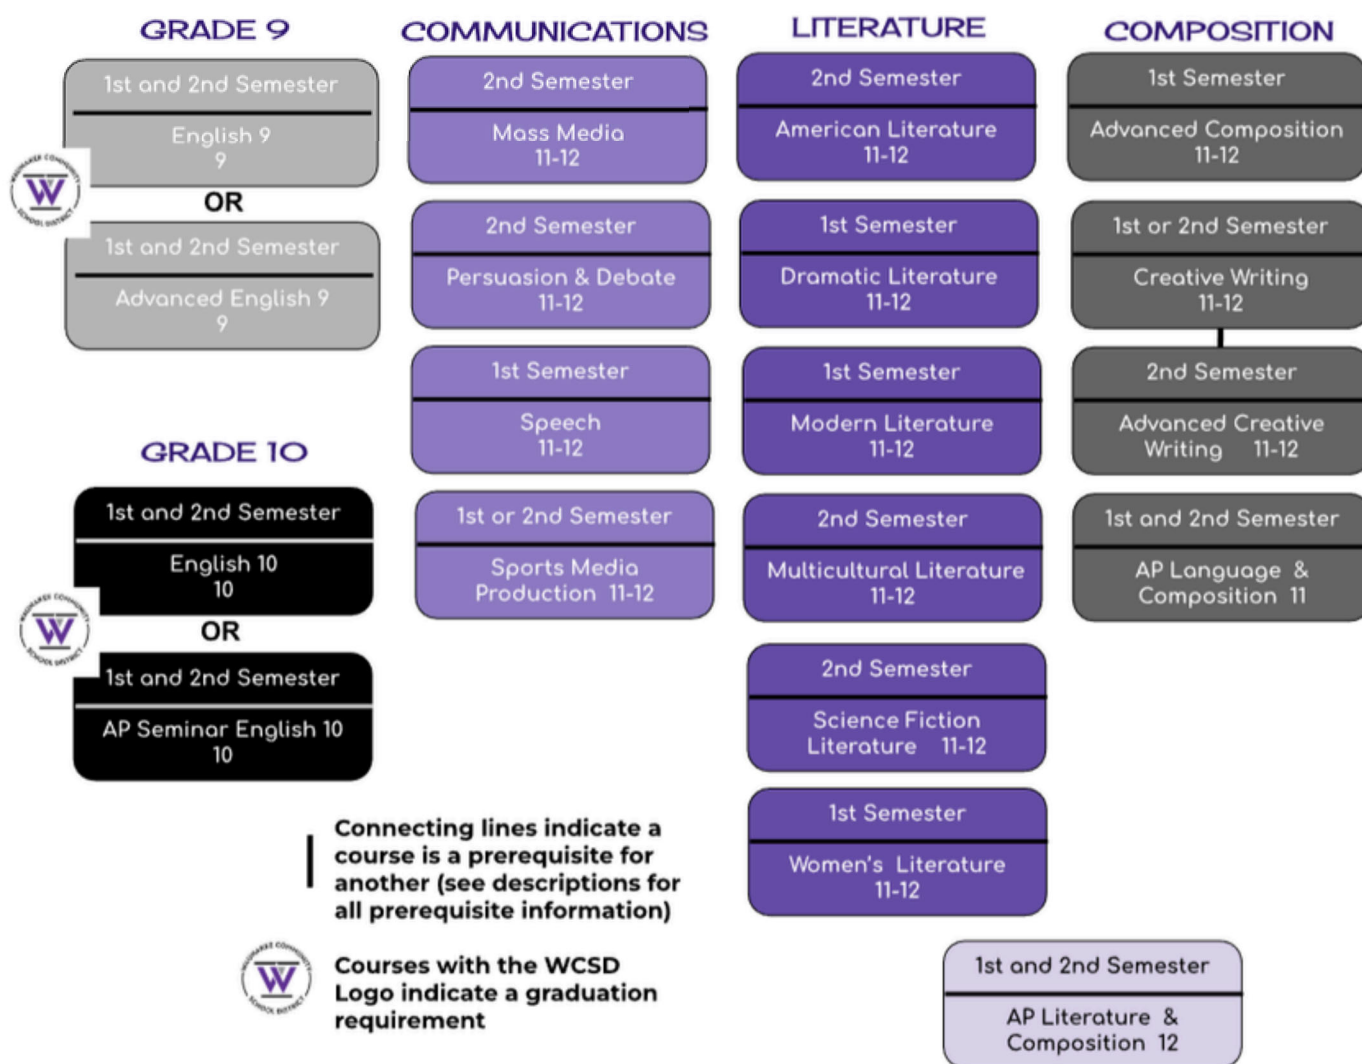 GRADE 9
1st and 2nd Semester
English 9
9
OR
1st and 2nd Semester
Advanced English 9
9
GRADE 10
1st and 2nd Semester
English 10
10
OR
1st and 2nd Semester
AP Seminar English 10
10
COMMUNICATIONS
2nd Semester
Mass Media
11-12
2nd Semester
Persuasion & Debate
11-12
1st Semester
Speech
11-12
1st or 2nd Semester
Sports Media
Production 11-12
LITERATURE
2nd Semester
American Literature
11-12
1st Semester
Dramatic Literature
11-12
1st Semester
Modern Literature
11-12
2nd Semester
Multicultural Literature
11-12
2nd Semester
Science Fiction
Literature 11-12
1st Semester
Women's Literature
11-12
COMPOSITION
1st Semester
Advanced Composition
11-12
1st or 2nd Semester
Creative Writing
11-12
2nd Semester
Advanced Creative
Writing 11-12
1st and 2nd Semester
AP Language &
Composition 11
1st and 2nd Semester
AP Literature &
Composition 12
Connecting lines indicate a
course is a prerequisite for
another (see descriptions for
all prerequisite information)
WAUKEE COMMUNITY
W
SCHOOL DISTRICT
Courses with the WCSD
Logo indicate a graduation
requirement